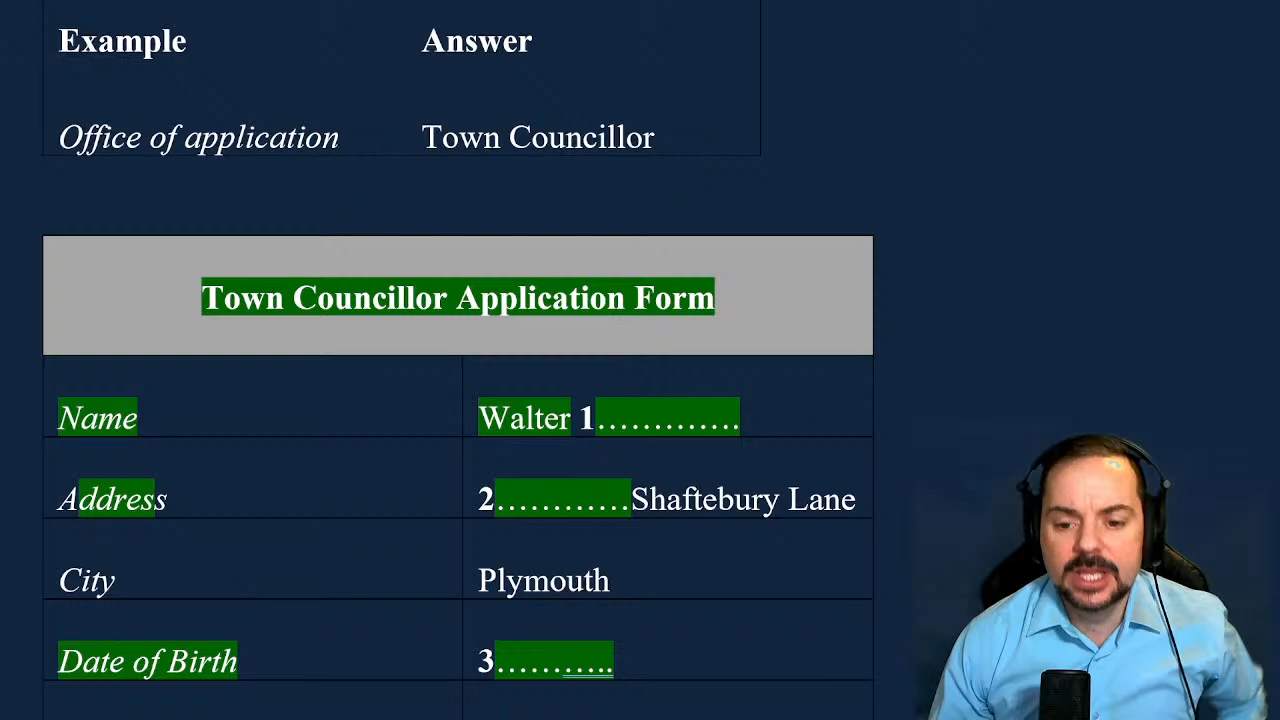 Example Answer
Office of application Town Councillor
Town Councillor Application Form
Name Walter 1………….
Address 2…………Shaftebury Lane
City Plymouth
Date of Birth 3………..